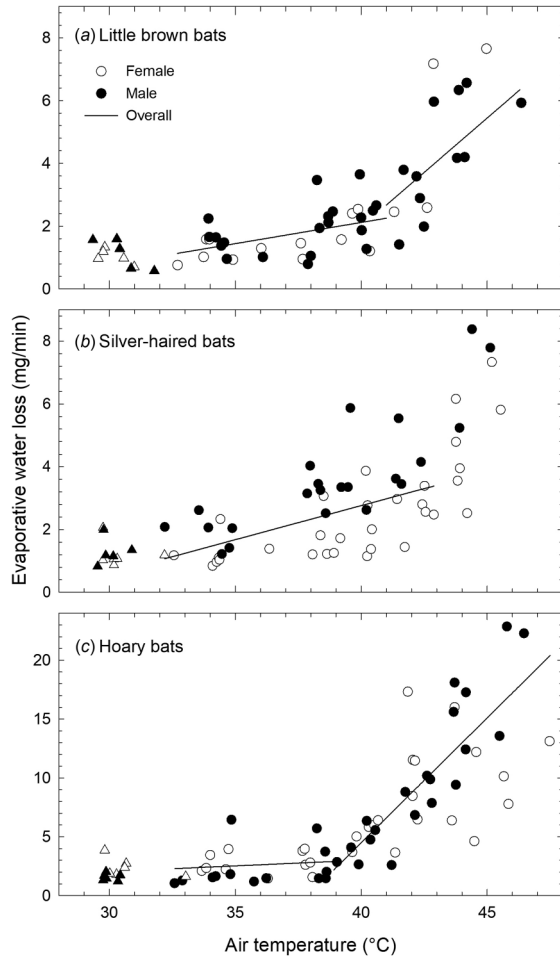 (a) Little brown bats
Female
Male
Overall
8
6
4
2
0
(b) Silver-haired bats
8
6
4
2
0
(c) Hoary bats
20
15
10
5
0
30 35 40 45
Evaporative water loss (mg/min)
Air temperature (°C)